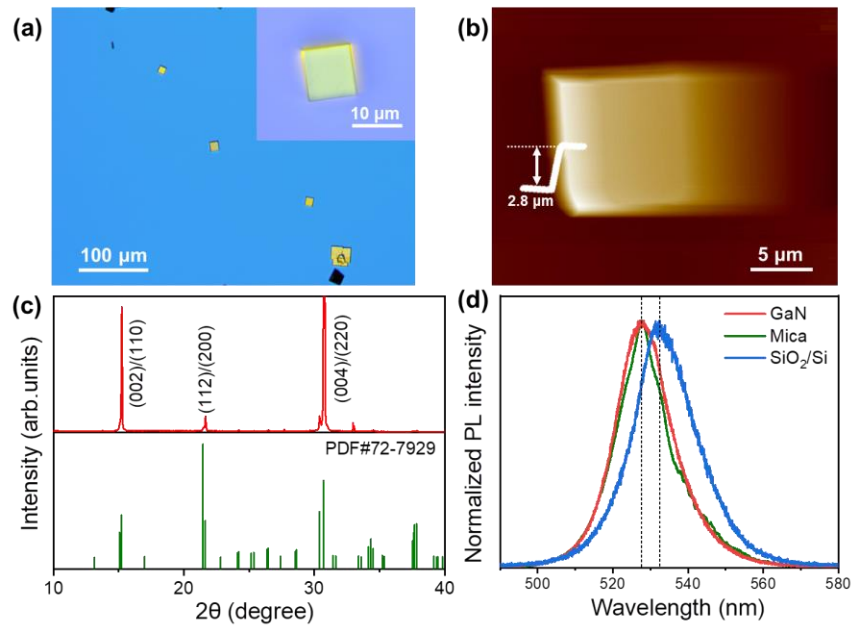 (a)
10 μm
100 μm
(b)
2.8 μm
5 μm
(c)
Intensity (arb.units)
(002)/(110)
(112)/(200)
(004)/(220)
PDF#72-7929
10
20
30
40
2θ (degree)
(d)
Normalized PL intensity
GaN
Mica
SiO₂/Si
500
520
540
560
580
Wavelength (nm)